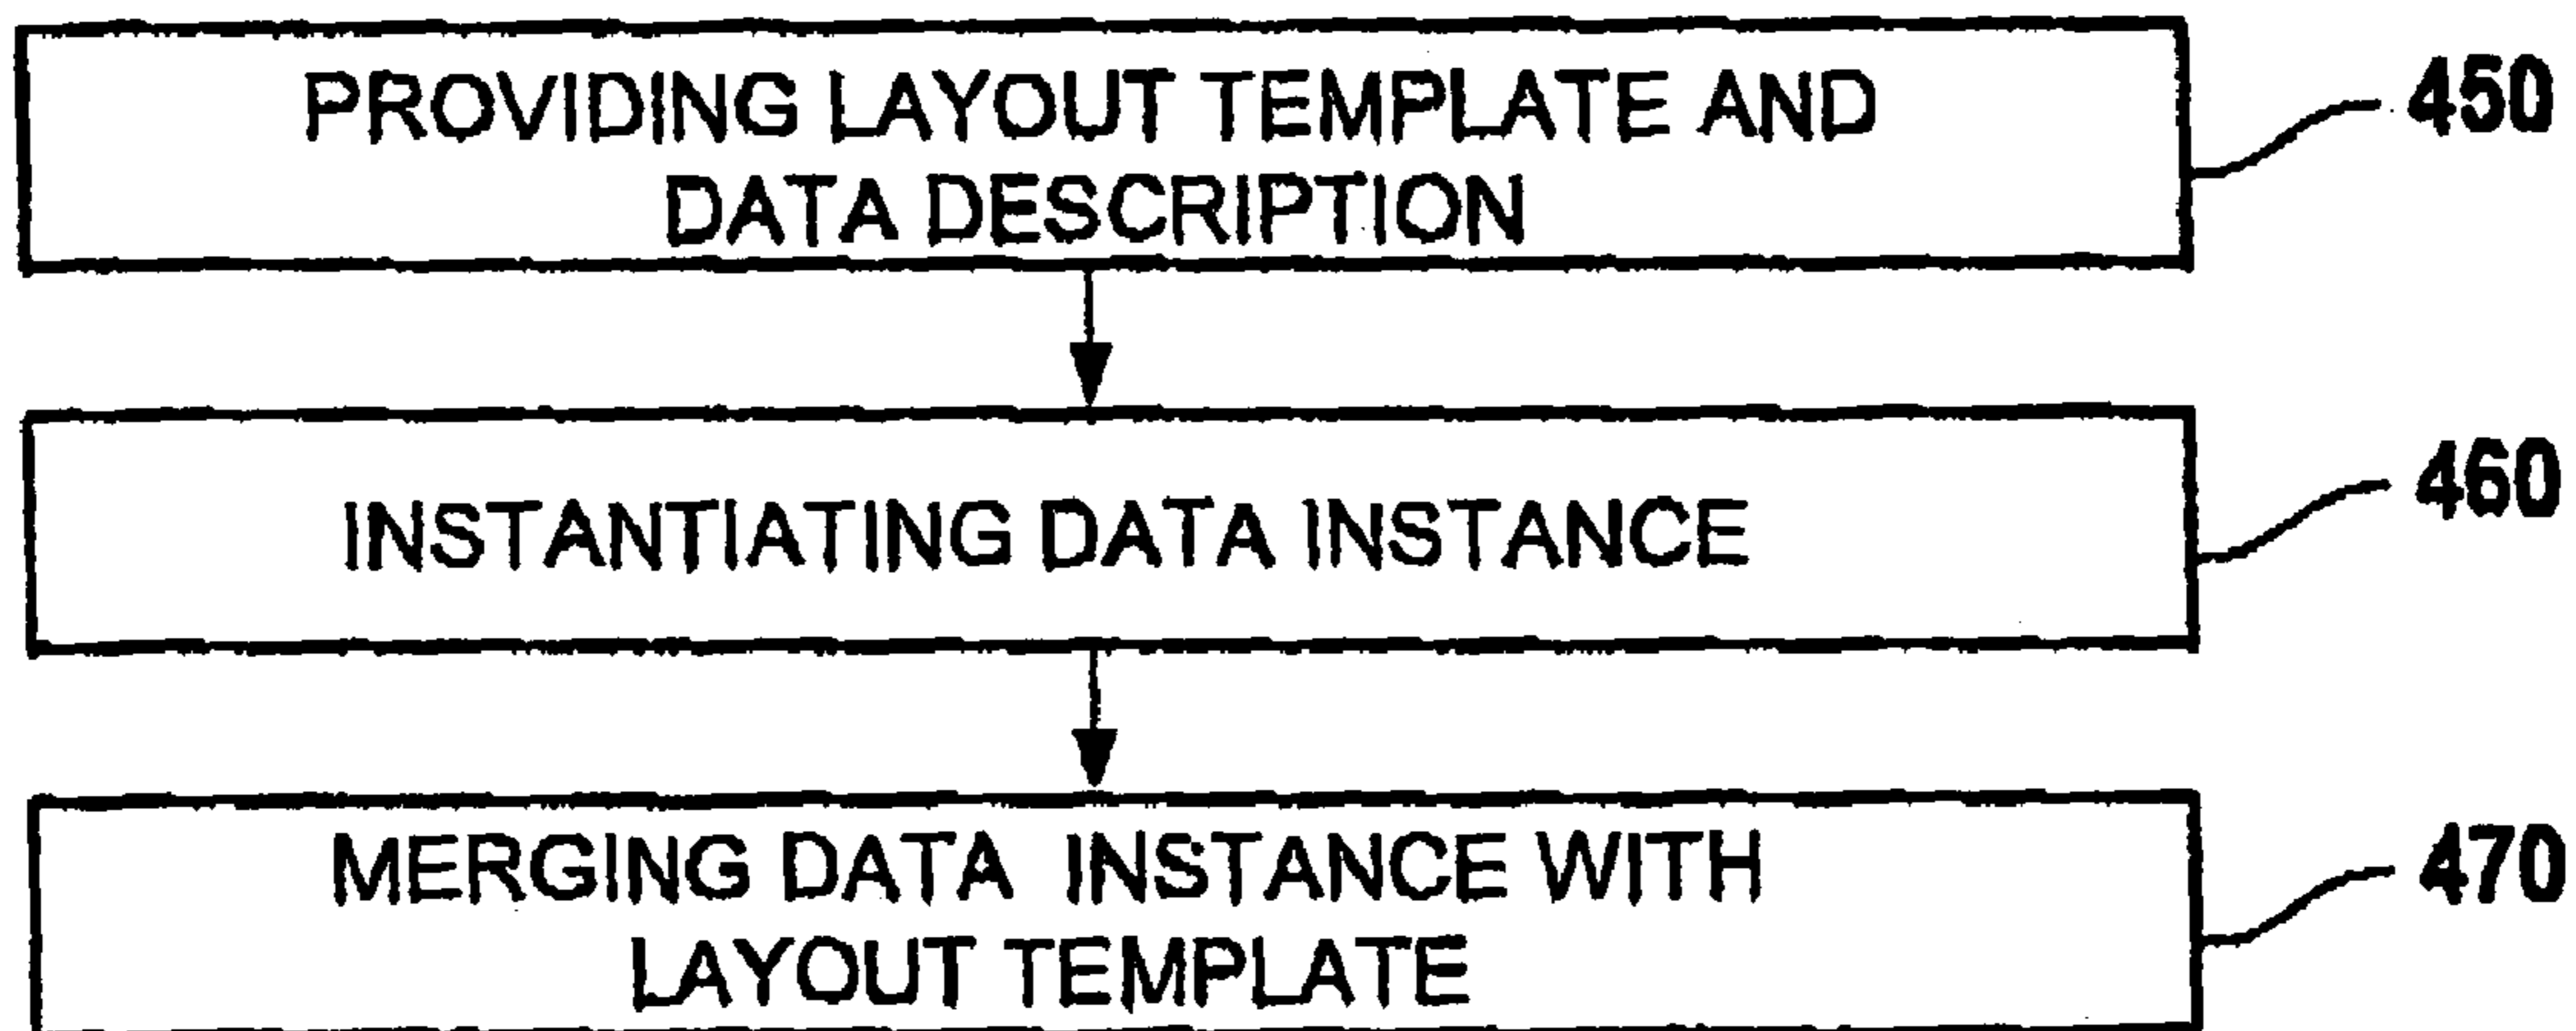 PROVIDING LAYOUT TEMPLATE AND
DATA DESCRIPTION
450
INSTANTIATING DATA INSTANCE
460
MERGING DATA INSTANCE WITH
LAYOUT TEMPLATE
470